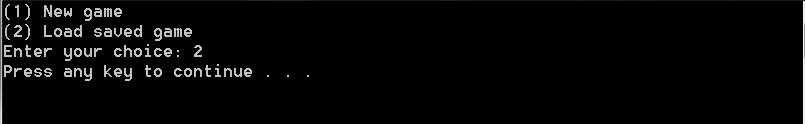 (1) New game
(2) Load saved game
Enter your choice: 2
Press any key to continue . . .